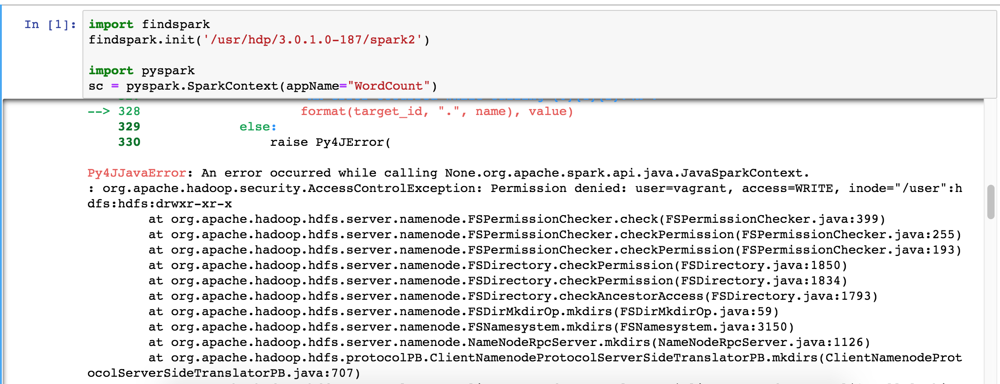 In [1]: import findspark
findspark.init('/usr/hdp/3.0.1.0-187/spark2')
import pyspark
sc = pyspark.SparkContext(appName="WordCount")
--> 328                     format(target_id, ".", name), value)
    329             else:
    330                 raise Py4JError(
Py4JJavaError: An error occurred while calling None.org.apache.spark.api.java.JavaSparkContext.
: org.apache.hadoop.security.AccessControlException: Permission denied: user=vagrant, access=WRITE, inode="/user":h
dfs:hdfs:drwxr-xr-x
        at org.apache.hadoop.hdfs.server.namenode.FSPermissionChecker.check(FSPermissionChecker.java:399)
        at org.apache.hadoop.hdfs.server.namenode.FSPermissionChecker.checkPermission(FSPermissionChecker.java:255)
        at org.apache.hadoop.hdfs.server.namenode.FSPermissionChecker.checkPermission(FSPermissionChecker.java:193)
        at org.apache.hadoop.hdfs.server.namenode.FSDirectory.checkPermission(FSDirectory.java:1850)
        at org.apache.hadoop.hdfs.server.namenode.FSDirectory.checkPermission(FSDirectory.java:1834)
        at org.apache.hadoop.hdfs.server.namenode.FSDirectory.checkAncestorAccess(FSDirectory.java:1793)
        at org.apache.hadoop.hdfs.server.namenode.FSDirMkdirOp.mkdirs(FSDirMkdirOp.java:59)
        at org.apache.hadoop.hdfs.server.namenode.FSNamesystem.mkdirs(FSNamesystem.java:3150)
        at org.apache.hadoop.hdfs.server.namenode.NameNodeRpcServer.mkdirs(NameNodeRpcServer.java:1126)
        at org.apache.hadoop.hdfs.protocolPB.ClientNamenodeProtocolServerSideTranslatorPB.mkdirs(ClientNamenodeProt
ocolServerSideTranslatorPB.java:707)